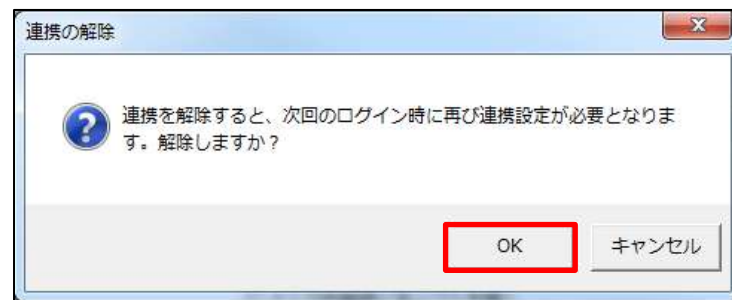 連携の解除
連携を解除すると、次回のログイン時に再び連携設定が必要となりま
す。解除しますか?
OK
キャンセル